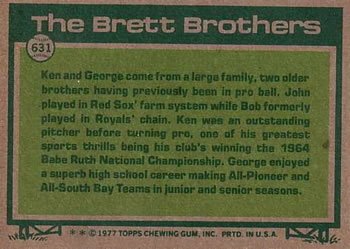 The Brett Brothers
631
Ken and George come from a large family, two older
brothers having previously been in pro ball. John
played in Red Sox' farm system while Bob formerly
played in Royals' chain. Ken was an outstanding
pitcher before turning pro, one of his greatest
sports thrills being his club's winning the 1964
Babe Ruth National Championship. George enjoyed
a superb high school career making All-Pioneer and
All-South Bay Teams in junior and senior seasons.
* * © 1977 TOPPS CHEWING GUM, INC. PRTD. IN U.S.A.